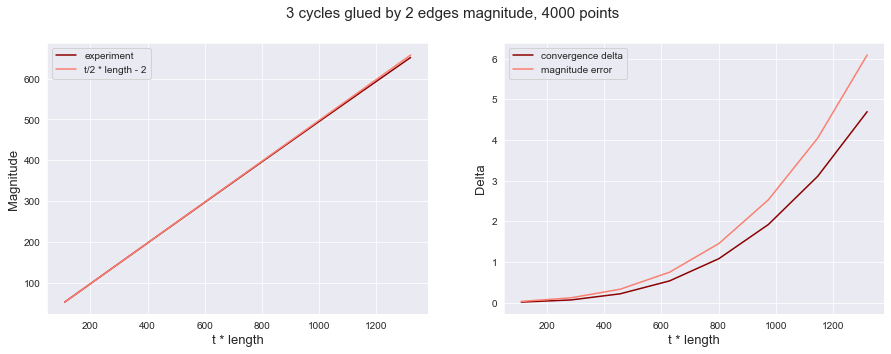 3 cycles glued by 2 edges magnitude, 4000 points
experiment
t/2 * length - 2
Magnitude
600
500
400
300
200
100
200
400
600
800
1000
1200
t * length
convergence delta
magnitude error
Delta
6
5
4
3
2
1
0
200
400
600
800
1000
1200
t * length